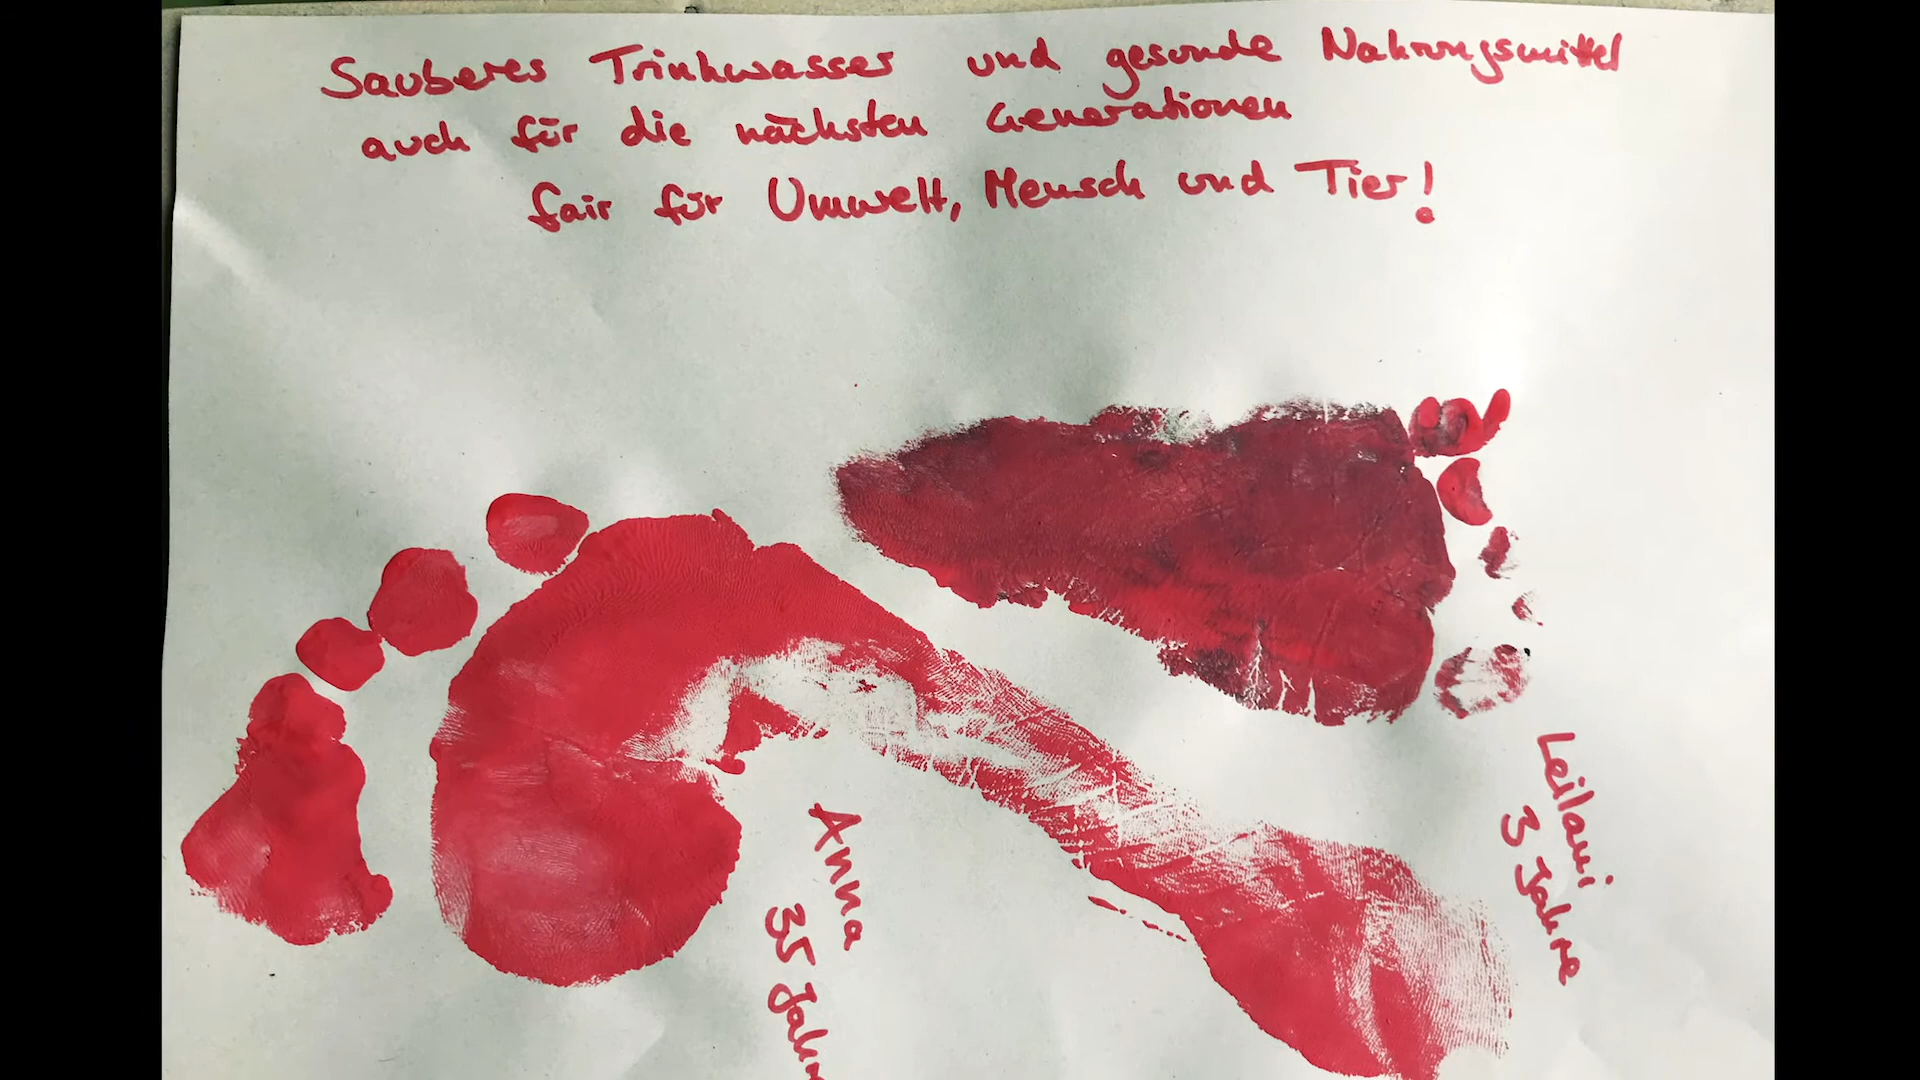 Sauberes Trinkwasser und gesunde Nahrungsmittel
auch für die nächsten Generationen
fair für Umwelt, Mensch und Tier!
Leilani
3 Jahre
Anna
35 Jahre